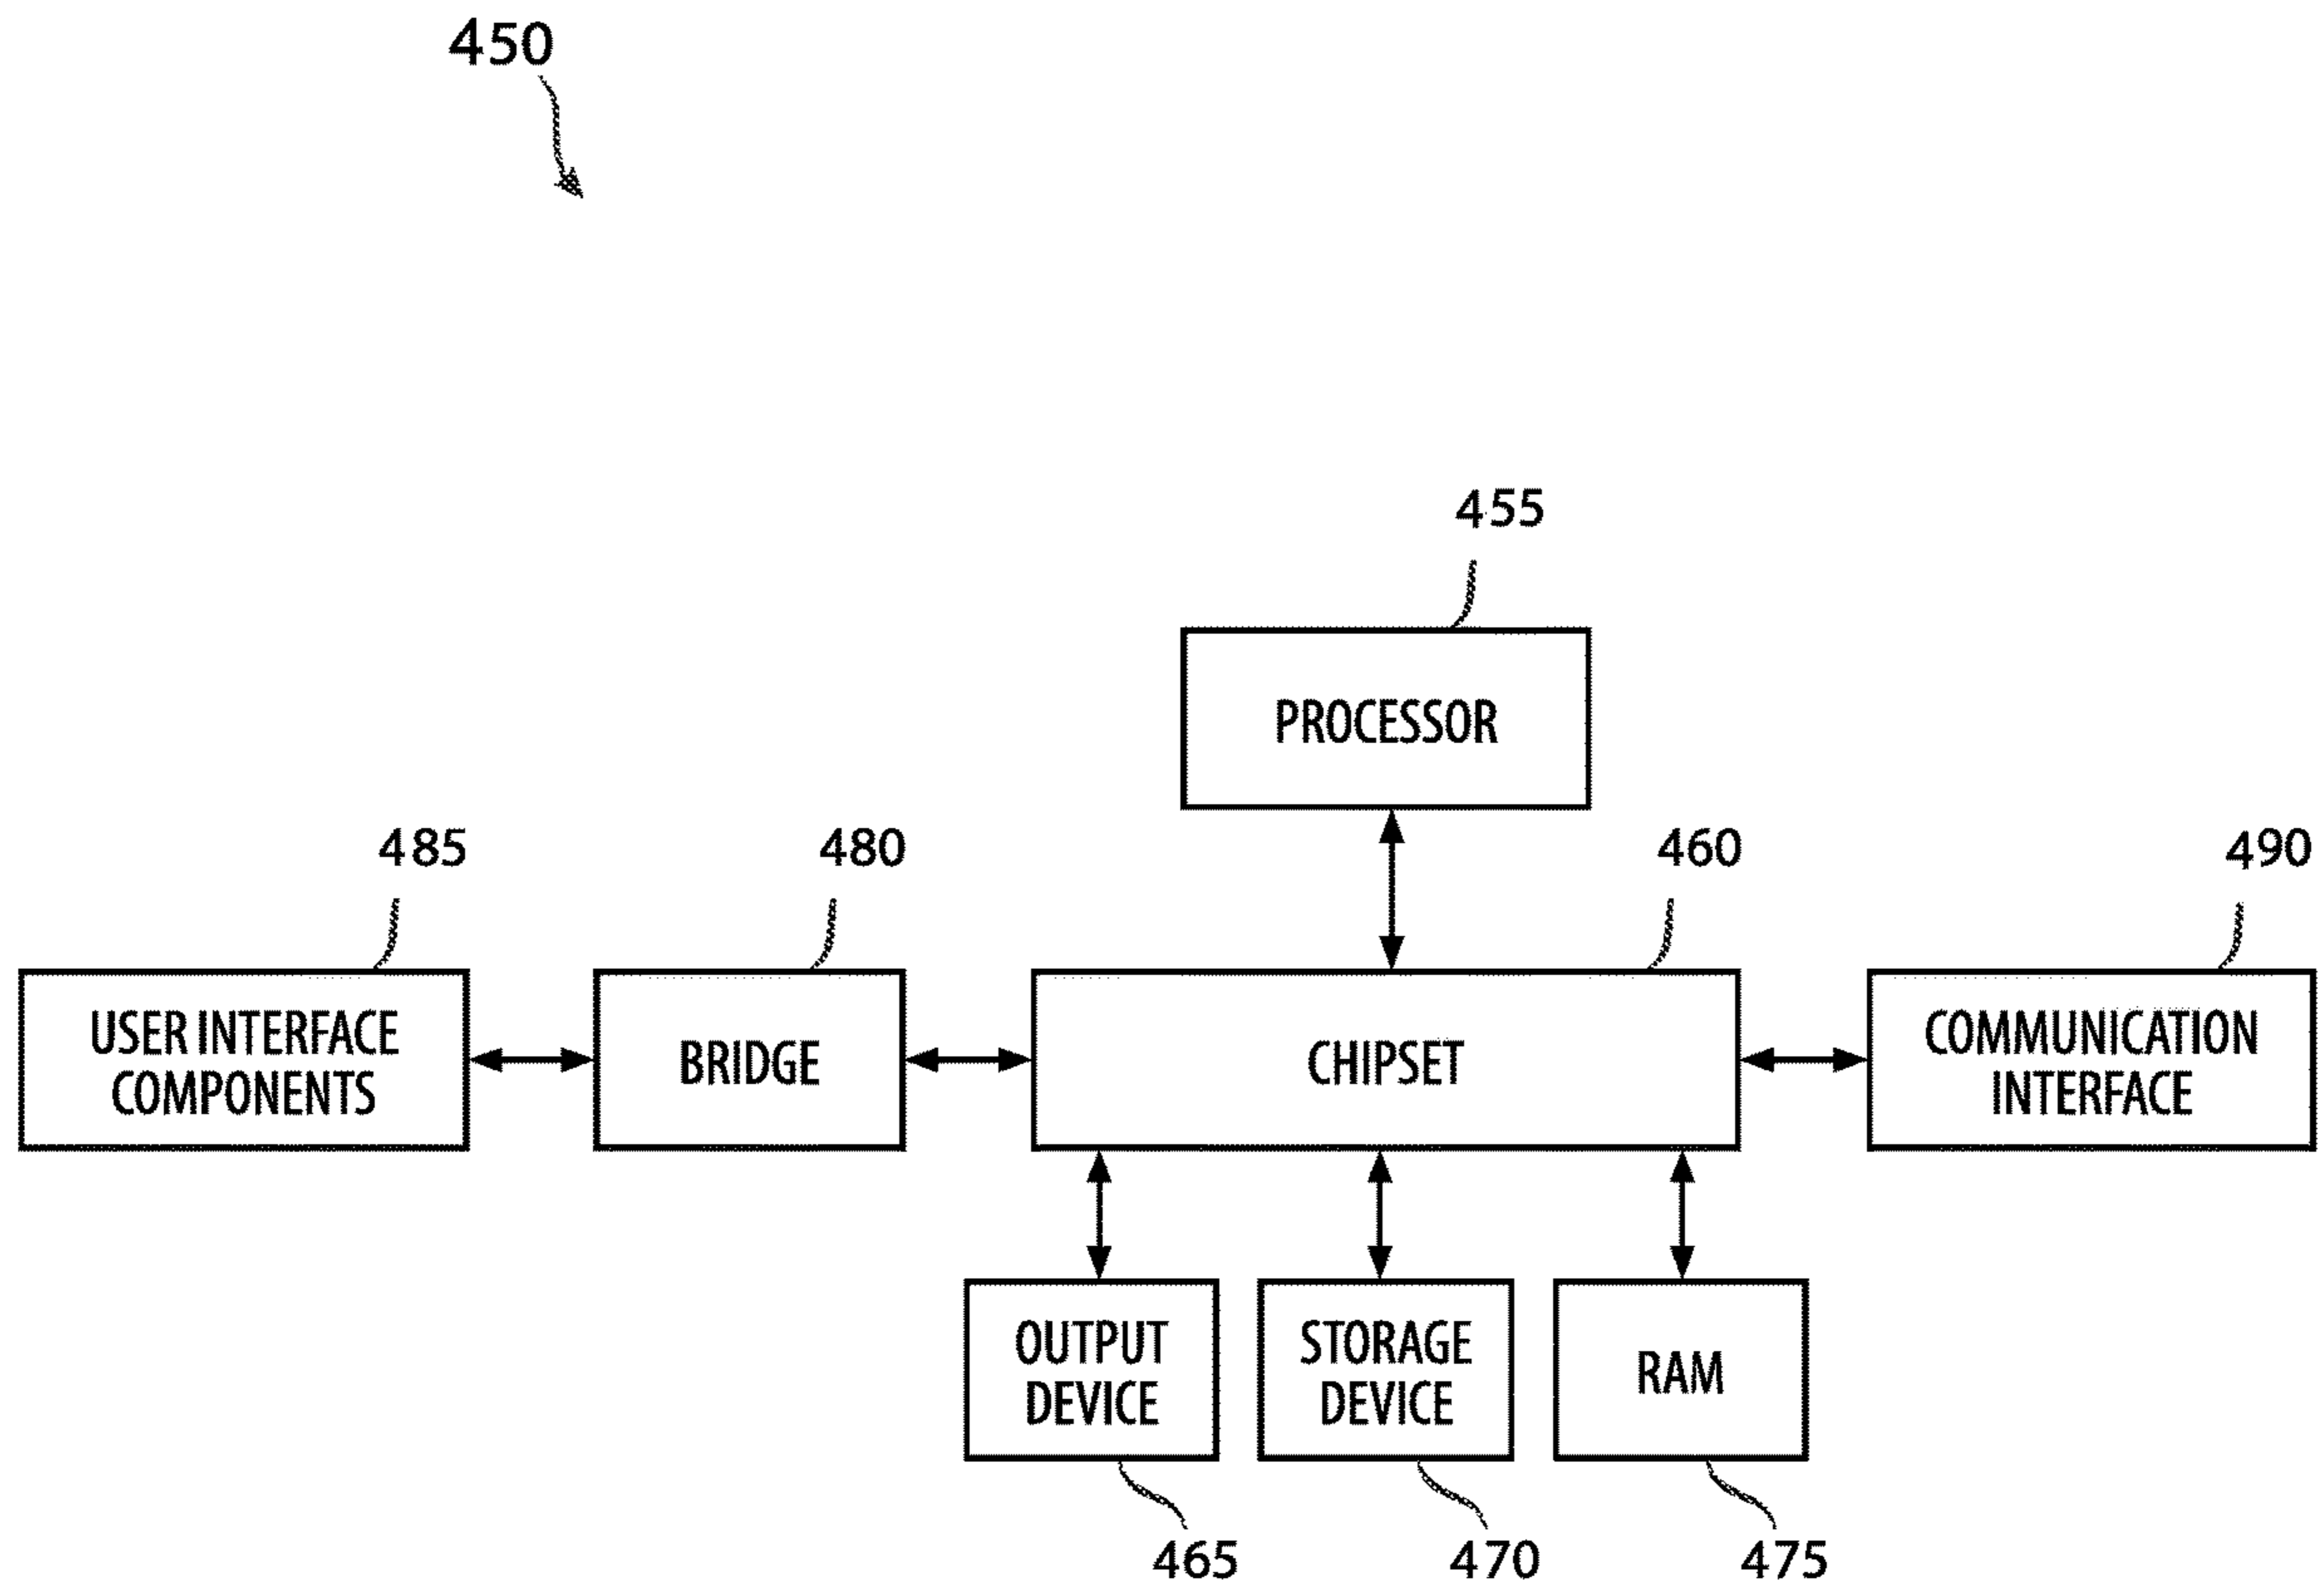 450
455
PROCESSOR
485
480
460
490
USER INTERFACE
COMPONENTS
BRIDGE
CHIPSET
COMMUNICATION
INTERFACE
OUTPUT
DEVICE
STORAGE
DEVICE
RAM
465
470
475